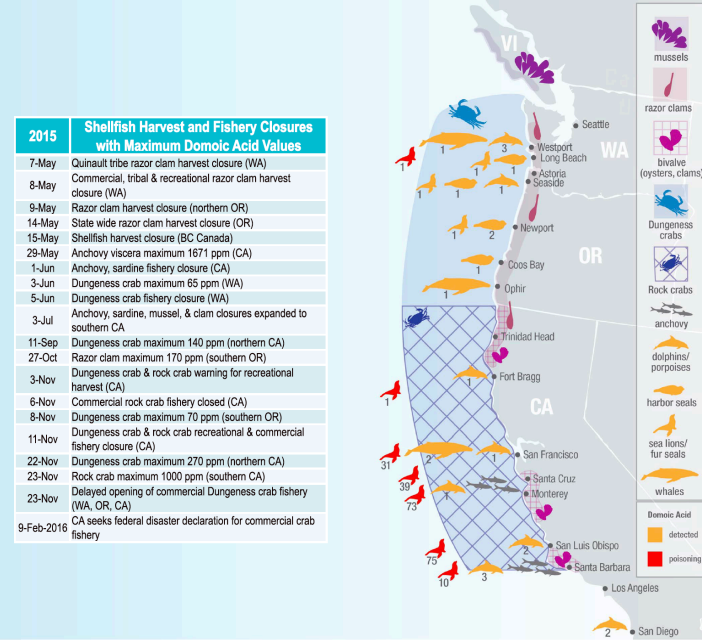 2015 Shellfish Harvest and Fishery Closures
with Maximum Domoic Acid Values
7-May Quinault tribe razor clam harvest closure (WA)
8-May Commercial, tribal & recreational razor clam harvest
closure (WA)
9-May Razor clam harvest closure (northern OR)
14-May State wide razor clam harvest closure (OR)
15-May Shellfish harvest closure (BC Canada)
29-May Anchovy viscera maximum 1671 ppm (CA)
1-Jun Anchovy, sardine fishery closure (CA)
3-Jun Dungeness crab maximum 65 ppm (WA)
5-Jun Dungeness crab fishery closure (WA)
3-Jul Anchovy, sardine, mussel, & clam closures expanded to
southern CA
11-Sep Dungeness crab maximum 140 ppm (northern CA)
27-Oct Razor clam maximum 170 ppm (southern OR)
3-Nov Dungeness crab & rock crab warning for recreational
harvest (CA)
6-Nov Commercial rock crab fishery closed (CA)
8-Nov Dungeness crab maximum 70 ppm (southern OR)
11-Nov Dungeness crab & rock crab recreational & commercial
fishery closure (CA)
22-Nov Dungeness crab maximum 270 ppm (northern CA)
23-Nov Rock crab maximum 1000 ppm (southern CA)
23-Nov Delayed opening of commercial Dungeness crab fishery
(WA, OR, CA)
9-Feb-2016 CA seeks federal disaster declaration for commercial crab
fishery
VI
Seattle
WA
1 3 Westport
1 1 1 Long Beach
Astoria
1 1 1 Seaside
1 2 Newport
OR
1 Coos Bay
1 Ophir
Trinidad Head
1 Fort Bragg
1
CA
31 2 1 San Francisco
39 Santa Cruz
73 1 Monterey
75 2 San Luis Obispo
10 3 Santa Barbara
Los Angeles
2 San Diego
mussels
razor clams
bivalve
(oysters, clams)
Dungeness
crabs
Rock crabs
anchovy
dolphins/
porpoises
harbor seals
sea lions/
fur seals
whales
Domoic Acid
detected
poisoning